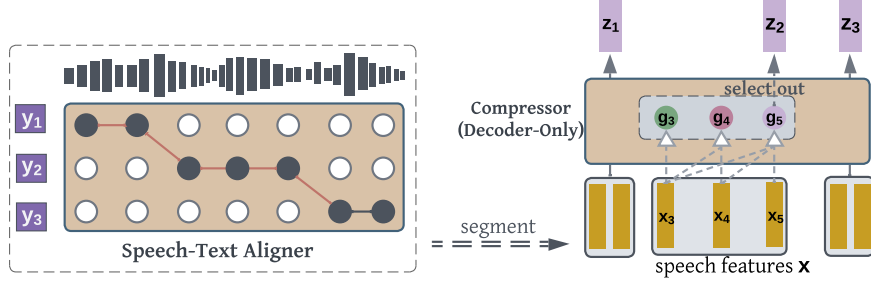 y1
y2
y3
Speech-Text Aligner
segment
z1
z2
z3
Compressor
(Decoder-Only)
select out
g3
g4
g5
x3
x4
x5
speech features x